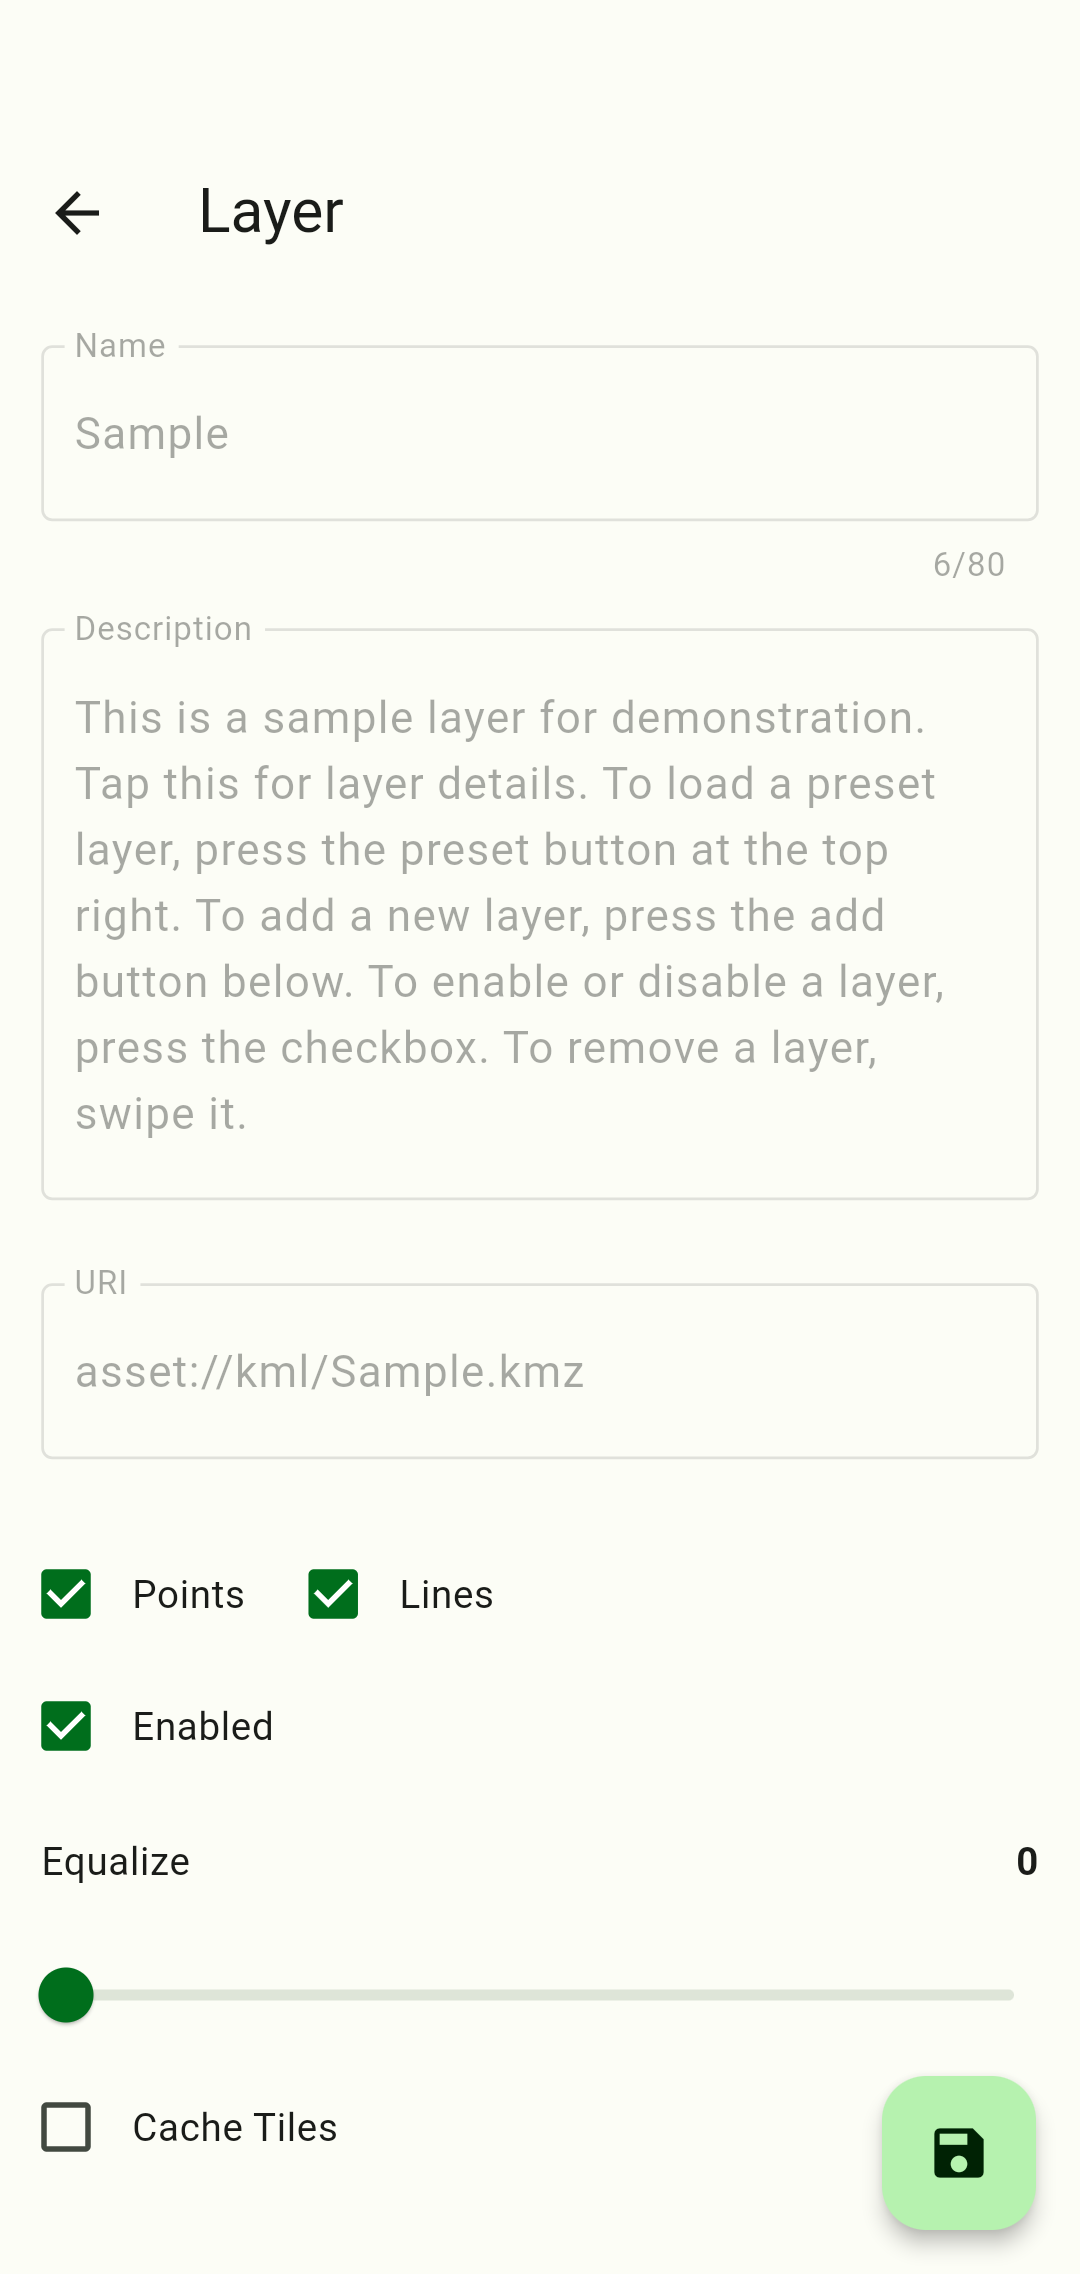 Layer
Name
Sample
6/80
Description
This is a sample layer for demonstration.
Tap this for layer details. To load a preset
layer, press the preset button at the top
right. To add a new layer, press the add
button below. To enable or disable a layer,
press the checkbox. To remove a layer,
swipe it.
URI
asset://kml/Sample.kmz
Points Lines
Enabled
Equalize 0
Cache Tiles